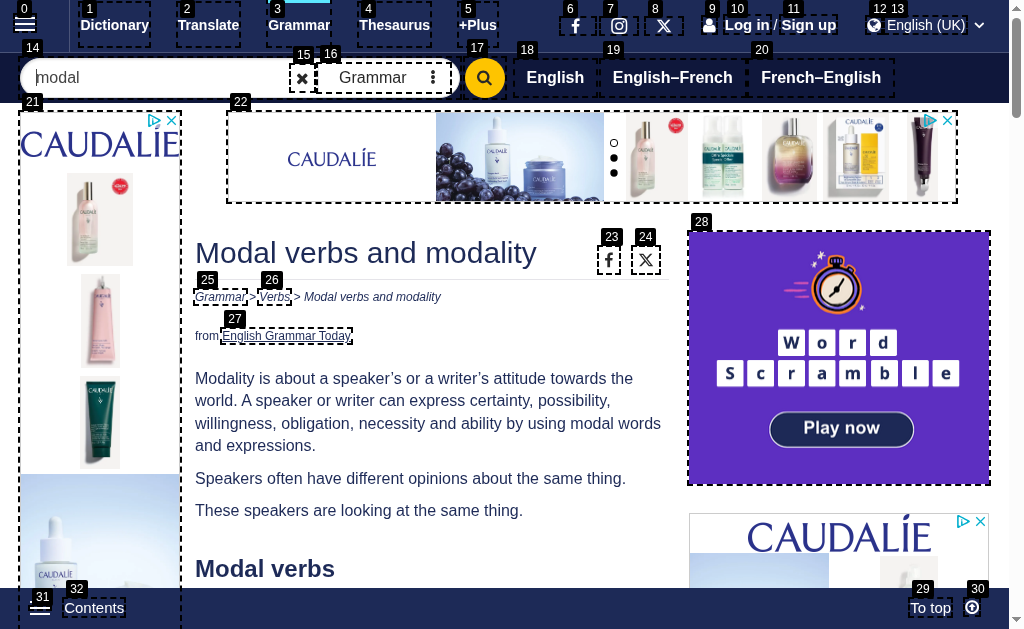 0 1 2 3 4 5 6 7 8 9 10 11 12 13
Dictionary Translate Grammar Thesaurus +Plus Log in / Sign up English (UK)
14 15 16 17 18 19 20
modal Grammar English English–French French–English
21 22
CAUDALÍE
CAUDALÍE
23 24 28
Modal verbs and modality
25 26
Grammar > Verbs > Modal verbs and modality
27
from English Grammar Today
Modality is about a speaker’s or a writer’s attitude towards the
world. A speaker or writer can express certainty, possibility,
willingness, obligation, necessity and ability by using modal words
and expressions.
Speakers often have different opinions about the same thing.
These speakers are looking at the same thing.
Modal verbs
Word
Scramble
Play now
CAUDALÍE
CAUDALÍE
31 32 29 30
Contents To top